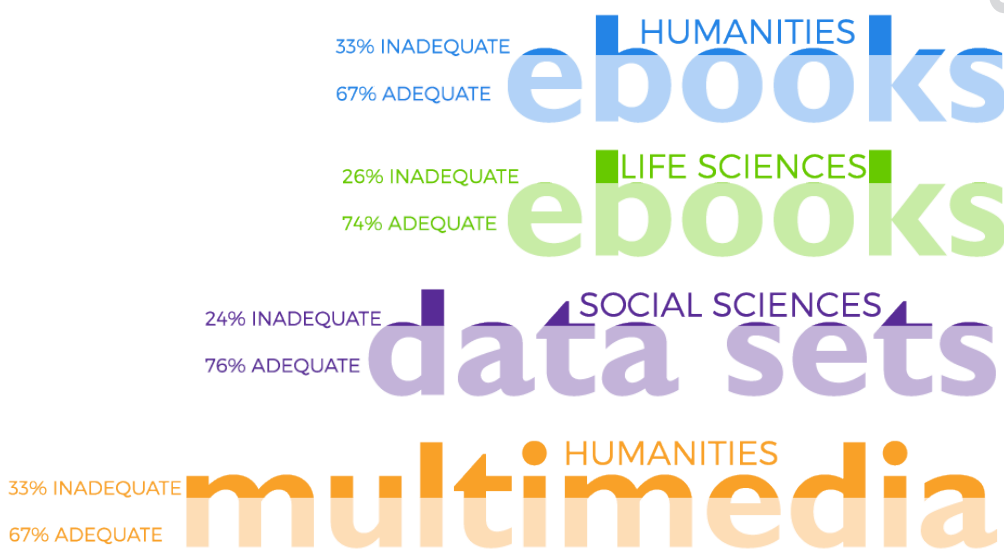 HUMANITIES
33% INADEQUATE
67% ADEQUATE
ebooks
LIFE SCIENCES
26% INADEQUATE
74% ADEQUATE
ebooks
SOCIAL SCIENCES
24% INADEQUATE
76% ADEQUATE
data sets
HUMANITIES
33% INADEQUATE
67% ADEQUATE
multimedia